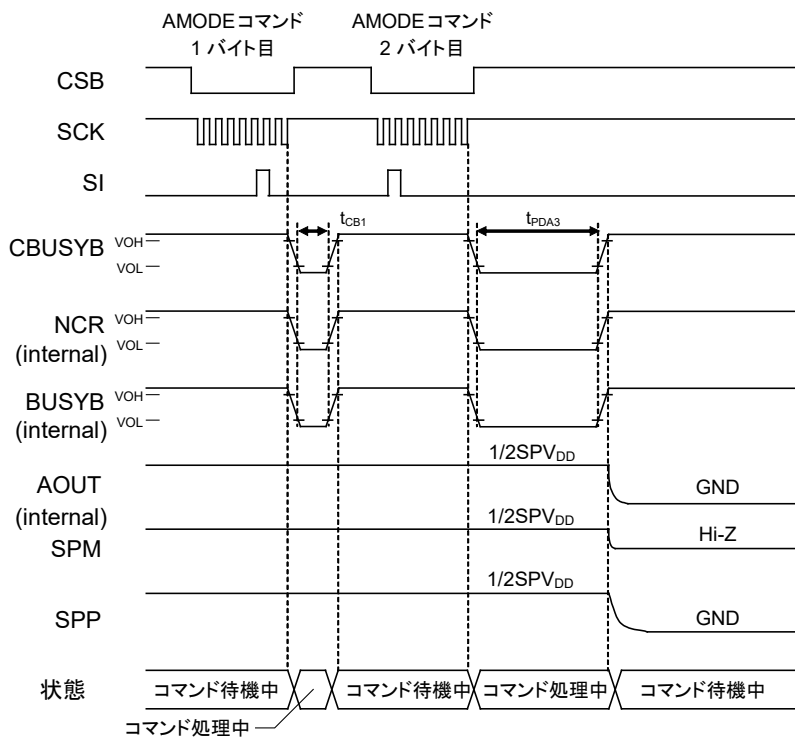 AMODEコマンド AMODEコマンド
1 バイト目 2 バイト目
CSB
SCK
SI
tCB1 tPDA3
CBUSYB VOH
VOL
NCR VOH
(internal) VOL
BUSYB VOH
(internal) VOL
1/2SPVDD
AOUT GND
(internal)
1/2SPVDD
SPM Hi-Z
1/2SPVDD
SPP GND
状態 コマンド待機中 コマンド待機中 コマンド処理中 コマンド待機中
コマンド処理中